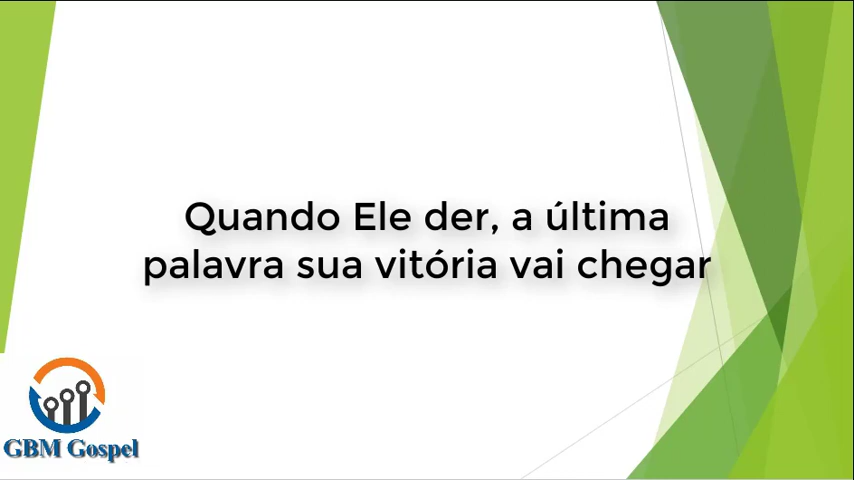 Quando Ele der, a última
palavra sua vitória vai chegar
GBM Gospel